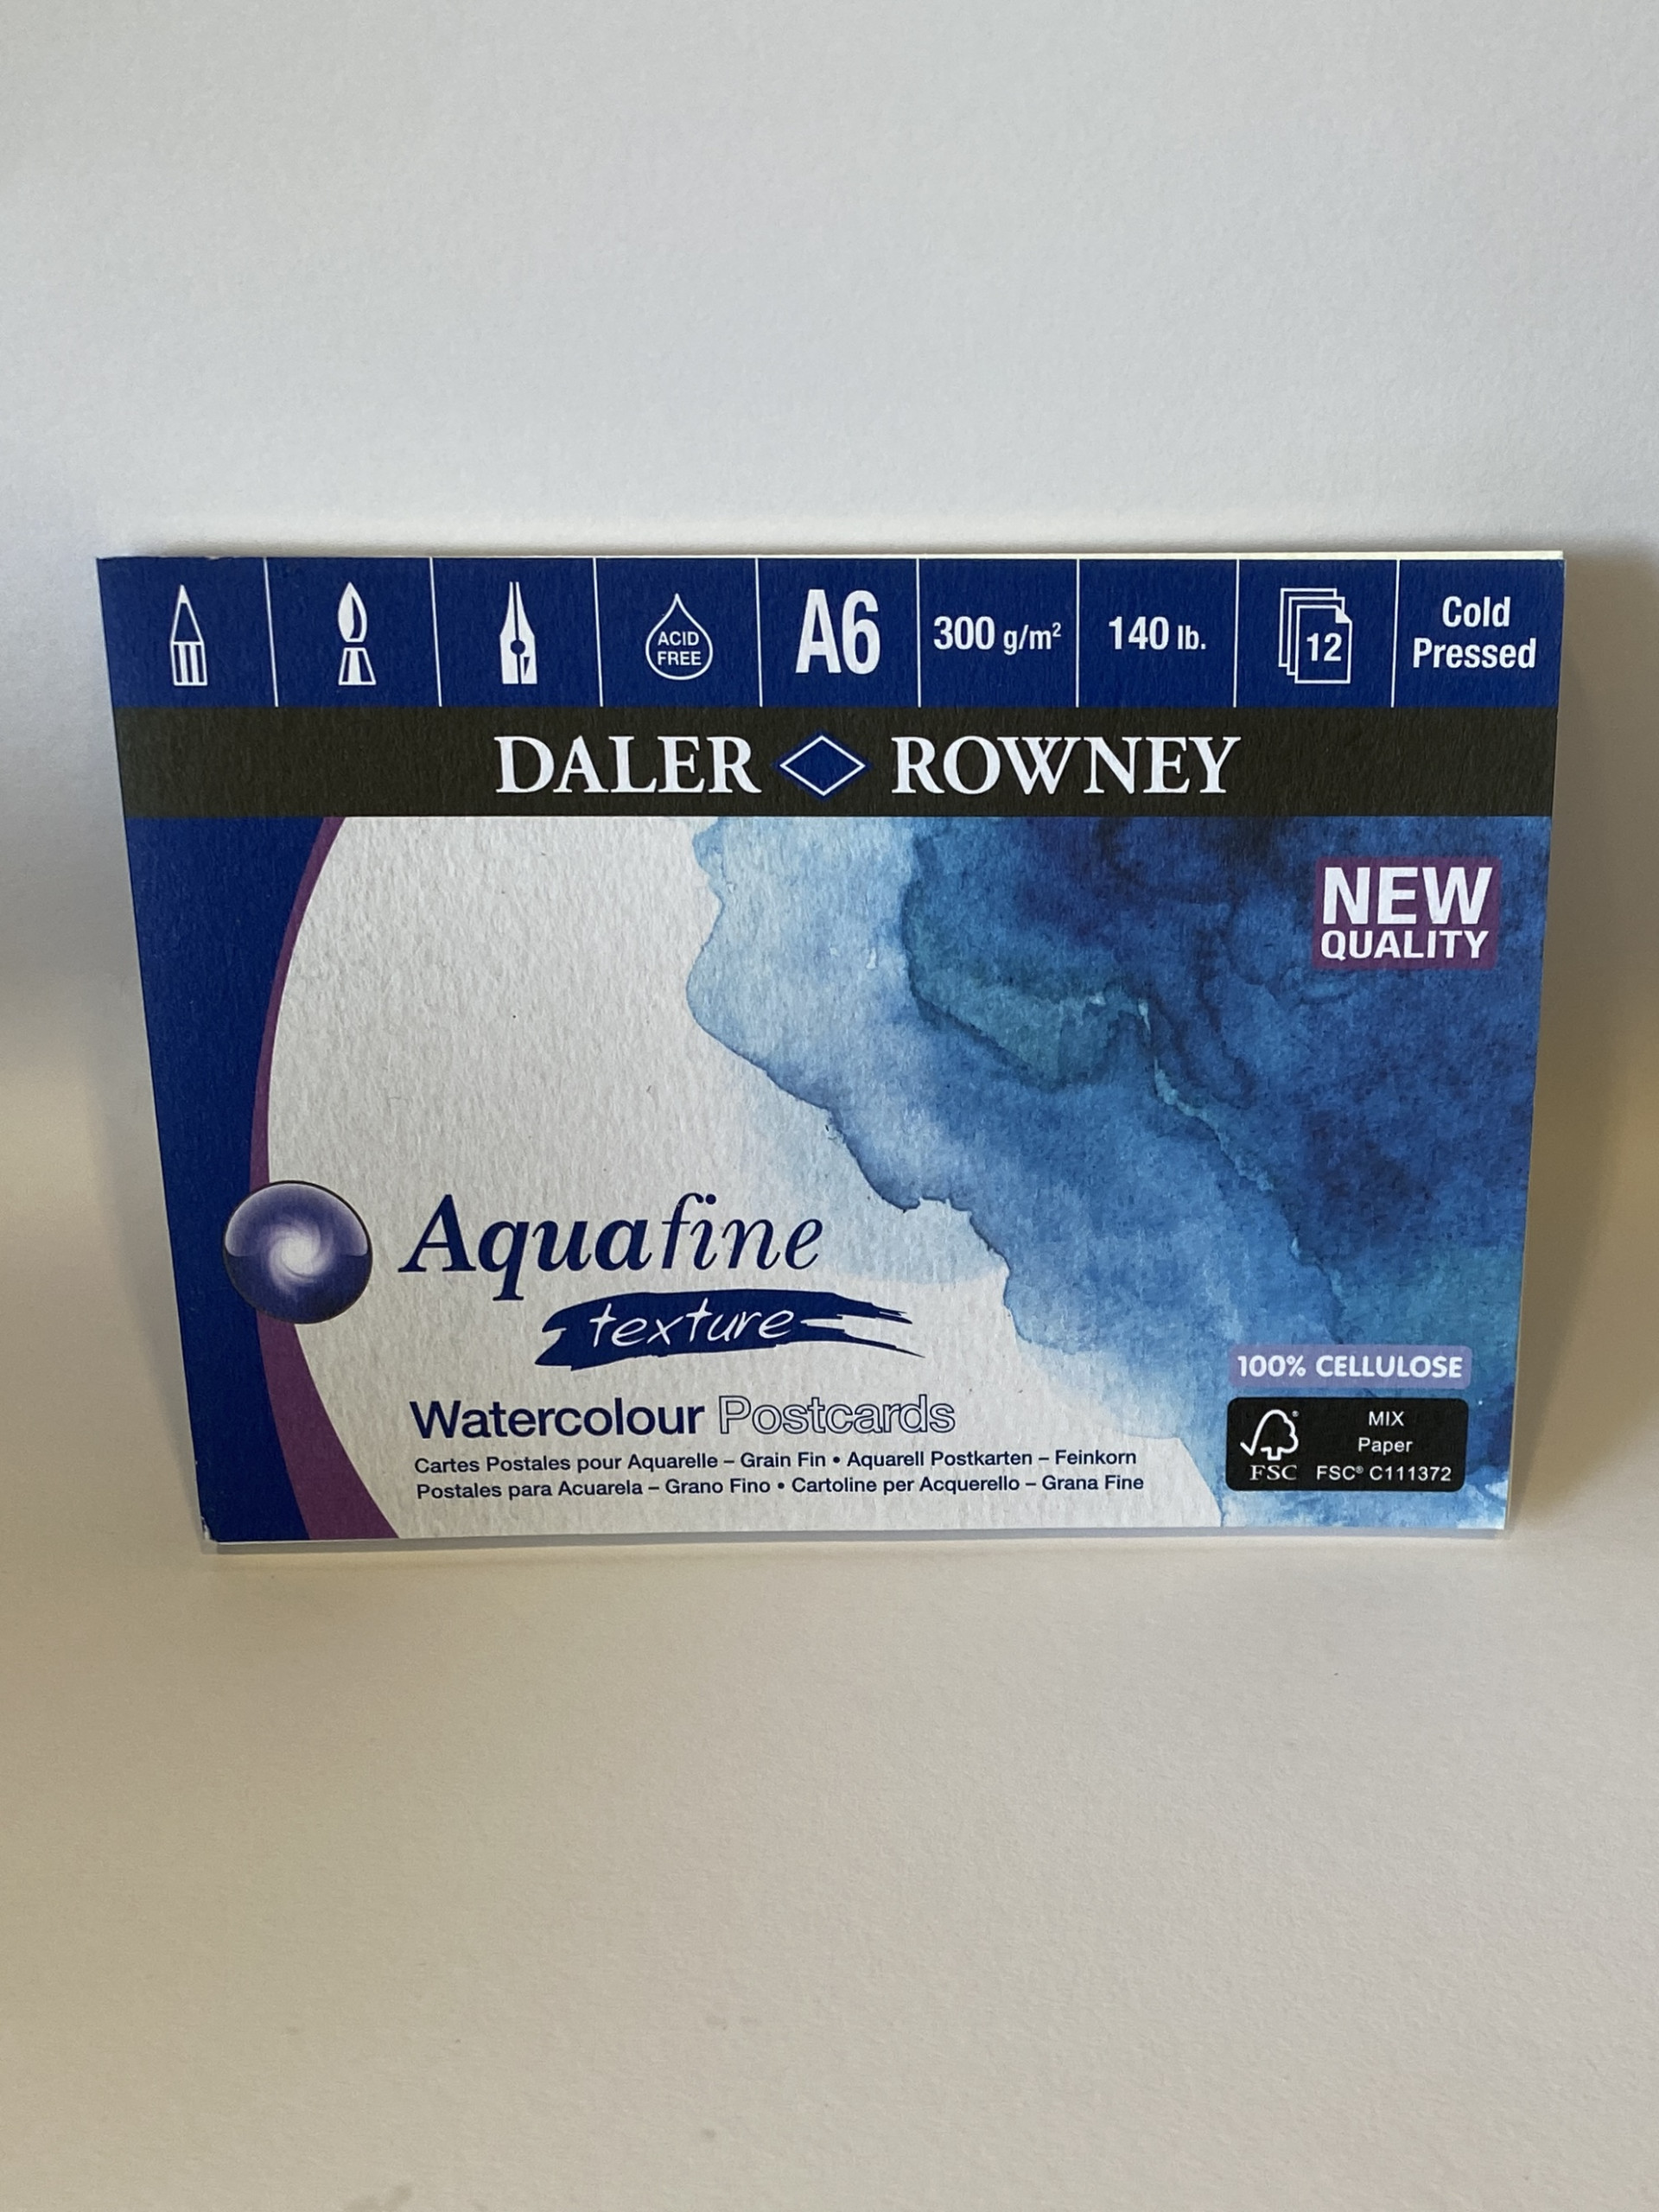 ACID
FREE
A6
300 g/m²
140 lb.
12
Cold
Pressed
DALER ROWNEY
NEW
QUALITY
Aquafine
texture
Watercolour Postcards
Cartes Postales pour Aquarelle – Grain Fin • Aquarell Postkarten – Feinkorn
Postales para Acuarela – Grano Fino • Cartoline per Acquerello – Grana Fine
100% CELLULOSE
FSC®
MIX
Paper
FSC® C111372